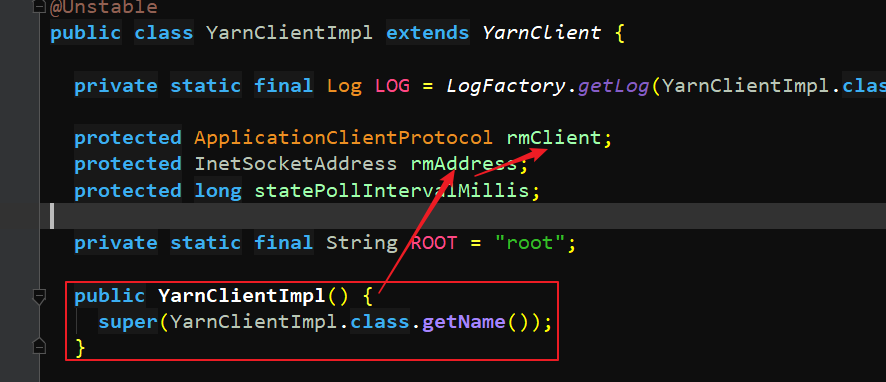 @Unstable
public class YarnClientImpl extends YarnClient {
private static final Log LOG = LogFactory.getLog(YarnClientImpl.clas
protected ApplicationClientProtocol rmClient;
protected InetSocketAddress rmAddress;
protected long statePollIntervalMillis;
private static final String ROOT = "root";
public YarnClientImpl() {
super(YarnClientImpl.class.getName());
}